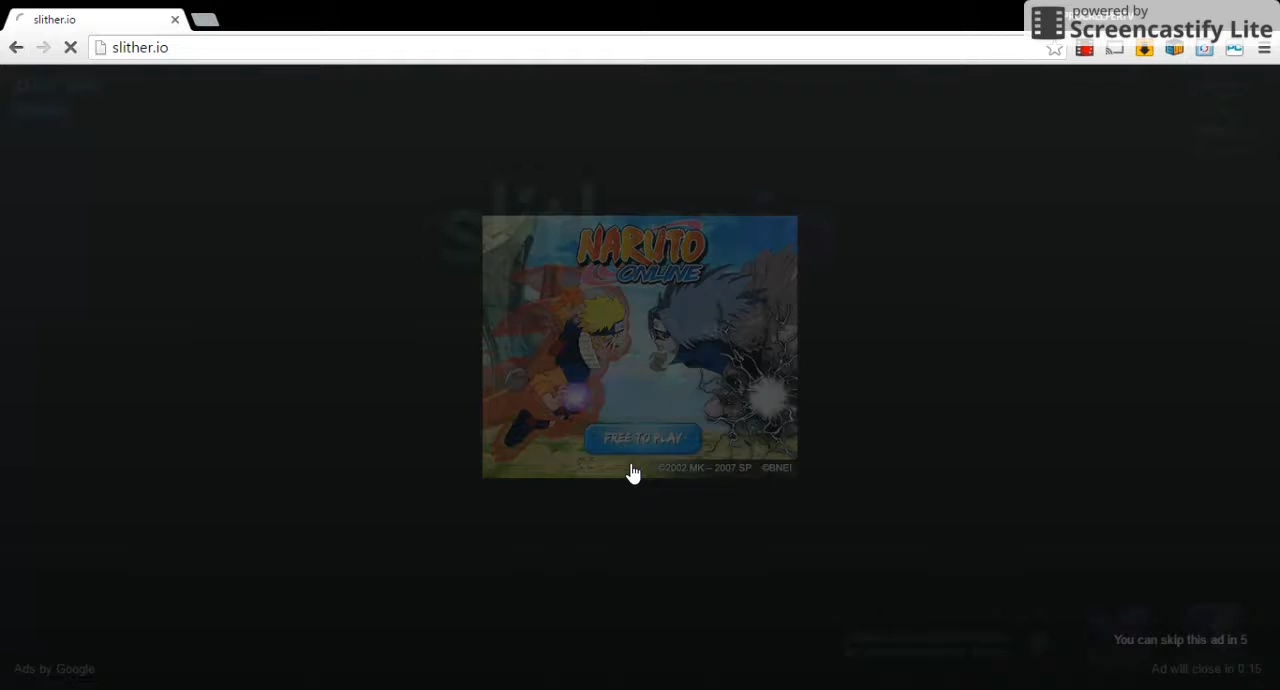 slither.io
powered by
Screencastify Lite
slither.io
NARUTO
ONLINE
FREE TO PLAY
©2002 MK – 2007 SP ©BNEI
You can skip this ad in 5
Ads by Google
Ad will close in 0:15